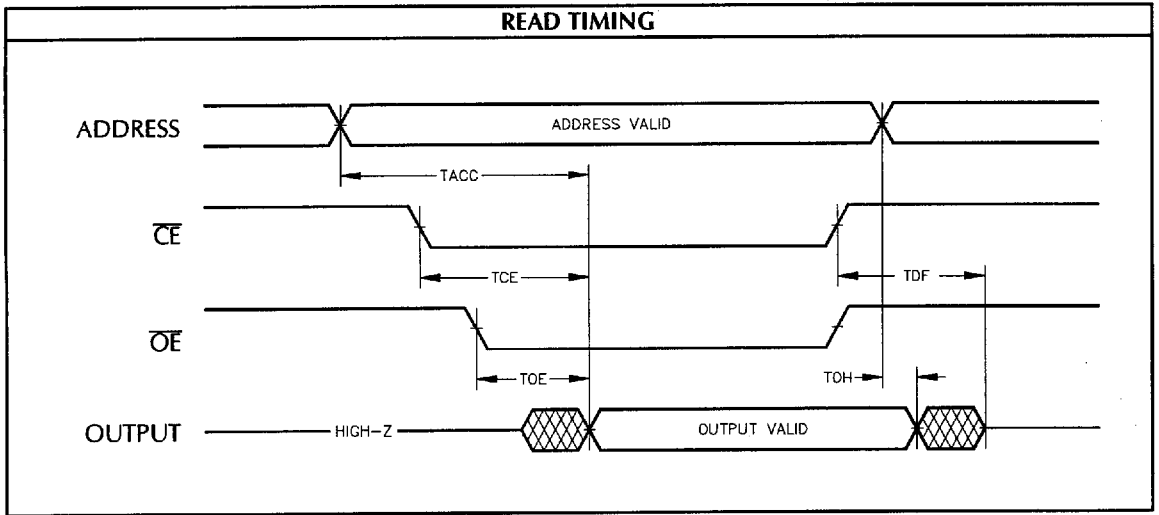 READ TIMING
ADDRESS
ADDRESS VALID
TACC
CE
TCE
TDF
OE
TOE
TOH
OUTPUT
HIGH-Z
OUTPUT VALID